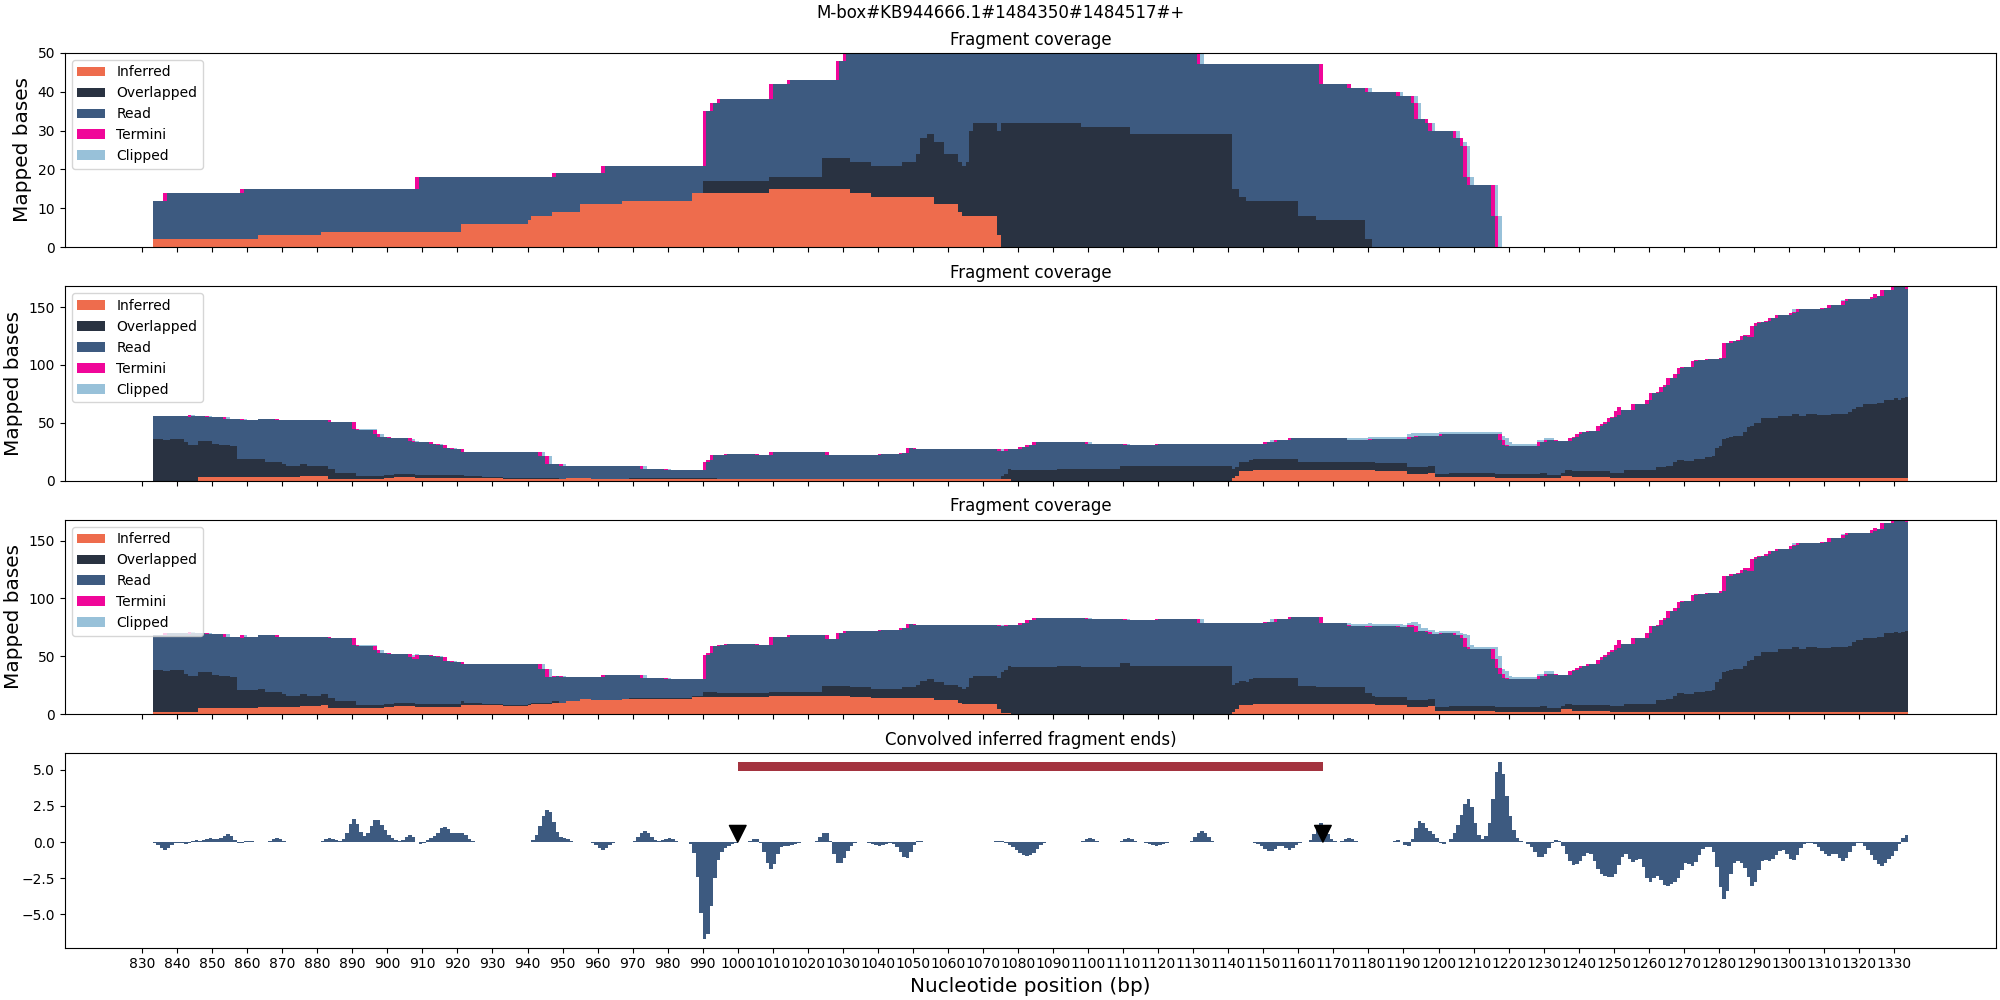 M-box#KB944666.1#1484350#1484517#+
Fragment coverage
50
40
30
20
10
0
Mapped bases
Inferred
Overlapped
Read
Termini
Clipped
Fragment coverage
150
100
50
0
Mapped bases
Inferred
Overlapped
Read
Termini
Clipped
Fragment coverage
150
100
50
0
Mapped bases
Inferred
Overlapped
Read
Termini
Clipped
Convolved inferred fragment ends)
5.0
2.5
0.0
−2.5
−5.0
830 840 850 860 870 880 890 900 910 920 930 940 950 960 970 980 990 1000 1010 1020 1030 1040 1050 1060 1070 1080 1090 1100 1110 1120 1130 1140 1150 1160 1170 1180 1190 1200 1210 1220 1230 1240 1250 1260 1270 1280 1290 1300 1310 1320 1330
Nucleotide position (bp)